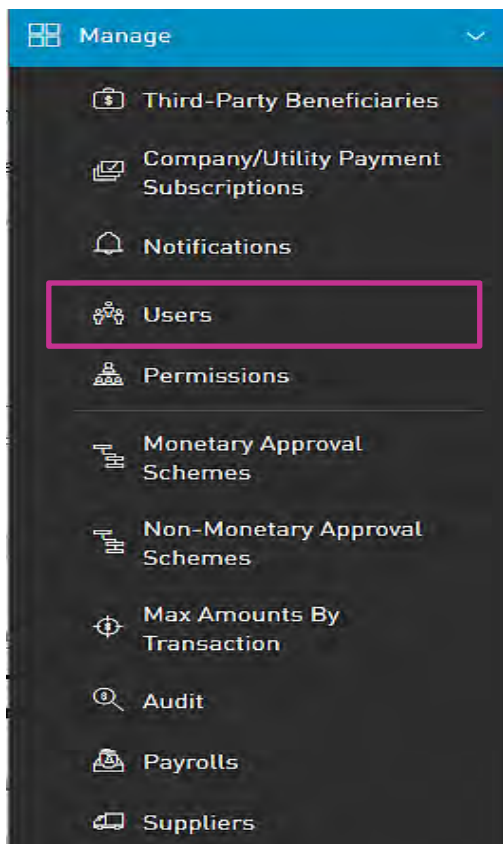 Manage
Third-Party Beneficiaries
Company/Utility Payment
Subscriptions
Notifications
Users
Permissions
Monetary Approval
Schemes
Non-Monetary Approval
Schemes
Max Amounts By
Transaction
Audit
Payrolls
Suppliers